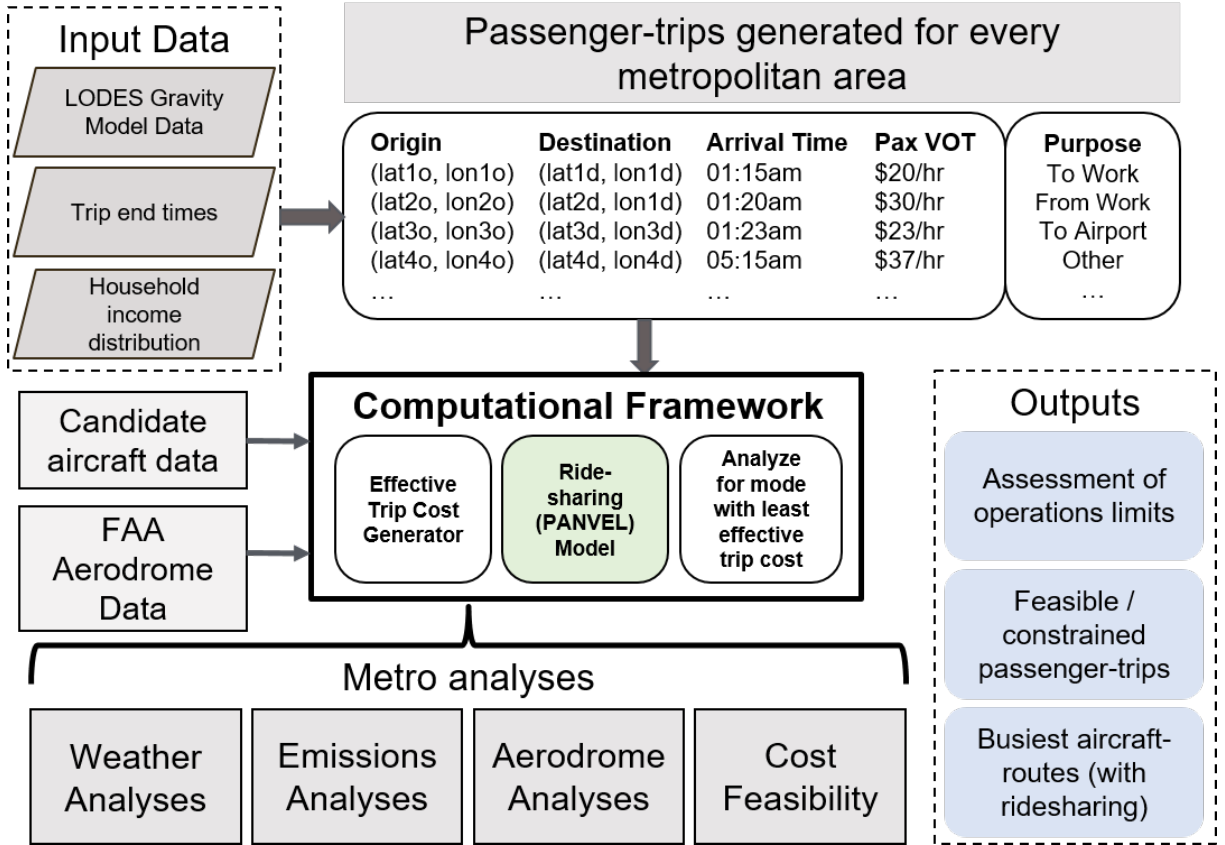 Input Data
LODES Gravity
Model Data
Trip end times
Household
income
distribution
Passenger-trips generated for every
metropolitan area
Origin Destination Arrival Time Pax VOT Purpose
(lat1o, lon1o) (lat1d, lon1d) 01:15am $20/hr To Work
(lat2o, lon2o) (lat2d, lon1d) 01:20am $30/hr From Work
(lat3o, lon3o) (lat3d, lon3d) 01:23am $23/hr To Airport
(lat4o, lon4o) (lat4d, lon4d) 05:15am $37/hr Other
... ... ... ... ...
Candidate
aircraft data
FAA
Aerodrome
Data
Computational Framework
Effective
Trip Cost
Generator
Ride-
sharing
(PANVEL)
Model
Analyze
for mode
with least
effective
trip cost
Metro analyses
Weather
Analyses
Emissions
Analyses
Aerodrome
Analyses
Cost
Feasibility
Outputs
Assessment of
operations limits
Feasible /
constrained
passenger-trips
Busiest aircraft-
routes (with
ridesharing)